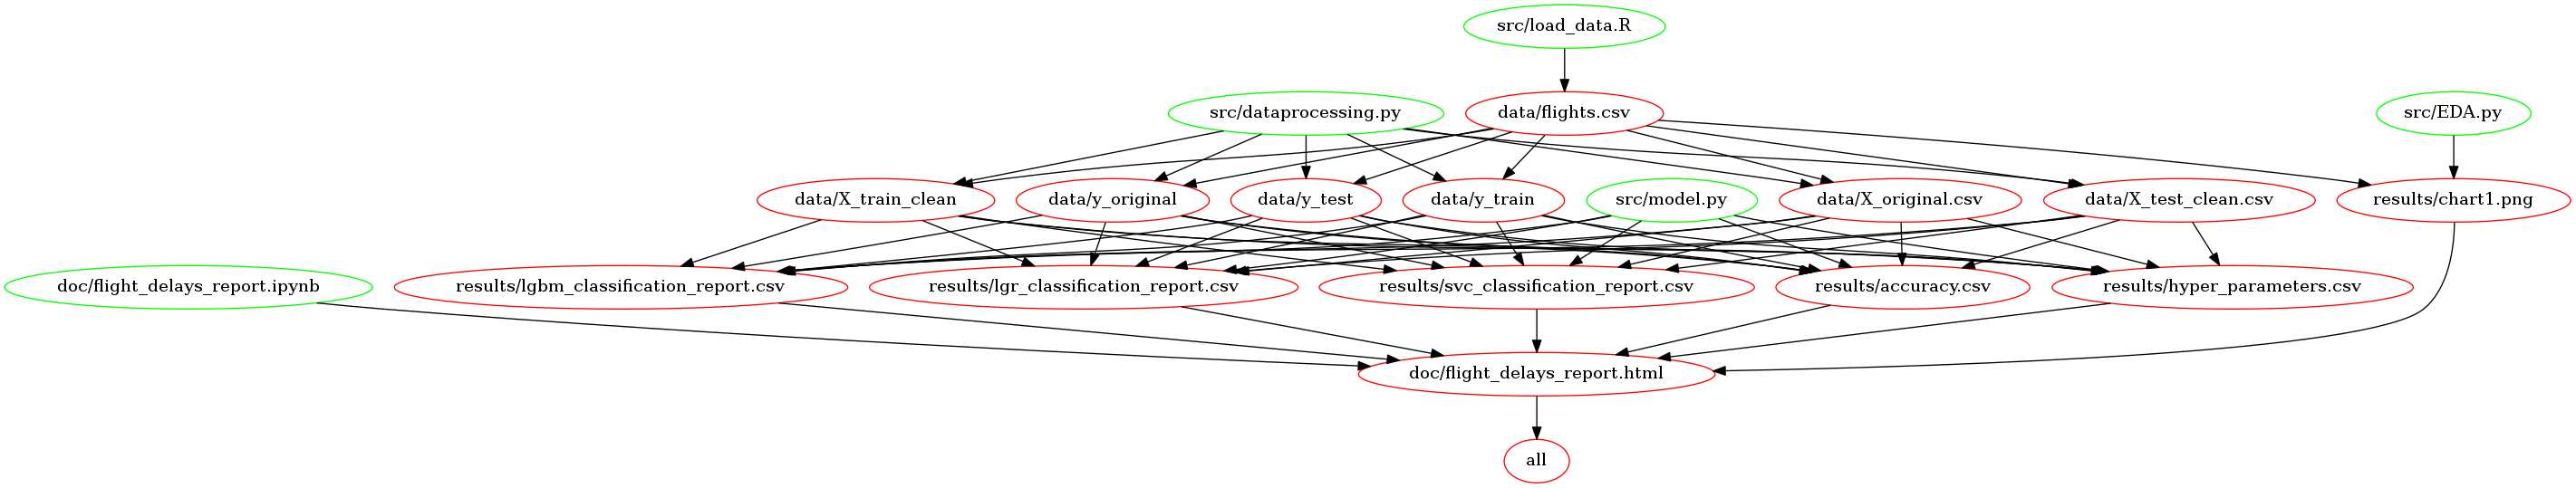 src/load_data.R
src/dataprocessing.py
data/flights.csv
src/EDA.py
data/X_train_clean
data/y_original
data/y_test
data/y_train
src/model.py
data/X_original.csv
data/X_test_clean.csv
results/chart1.png
doc/flight_delays_report.ipynb
results/lgbm_classification_report.csv
results/lgr_classification_report.csv
results/svc_classification_report.csv
results/accuracy.csv
results/hyper_parameters.csv
doc/flight_delays_report.html
all